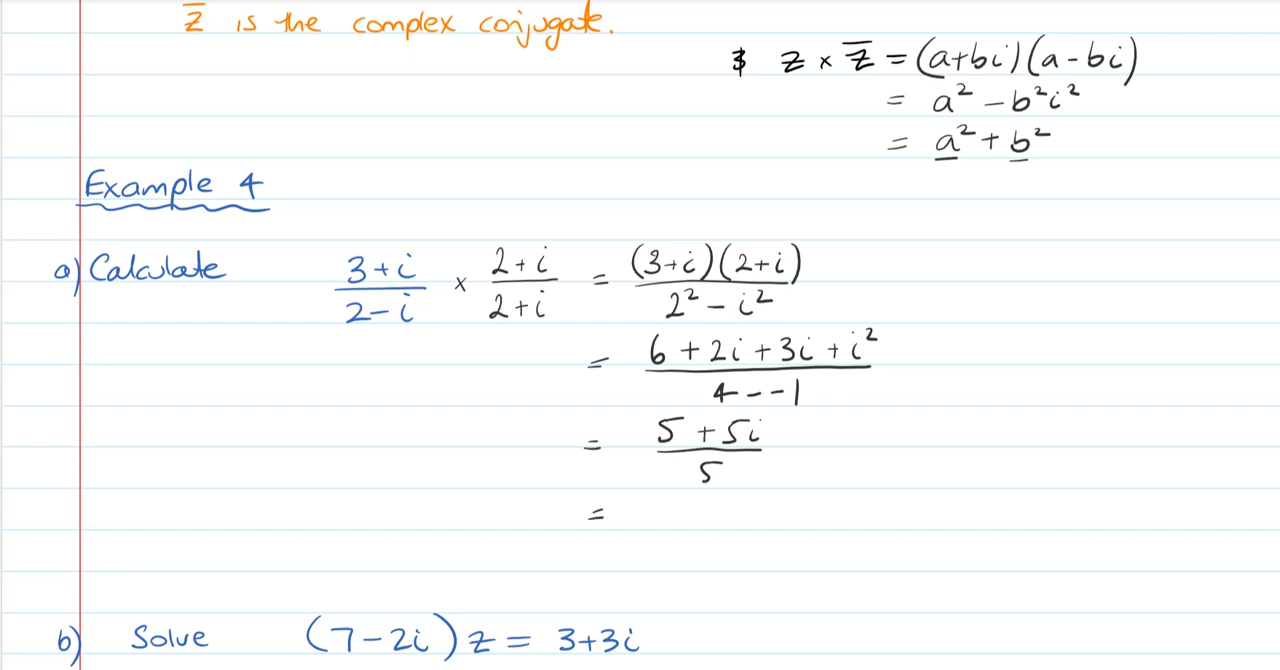 z̅ is the complex conjugate.
$ z × z̅ = (a+bi)(a-bi)
= a² - b²i²
= a² + b²
Example 4
a) Calculate (3+i)/(2-i) × (2+i)/(2+i) = (3+i)(2+i)/(2² - i²)
= (6 + 2i + 3i + i²)/(4 - -1)
= (5 + 5i)/5
=
b) Solve (7-2i)z = 3+3i